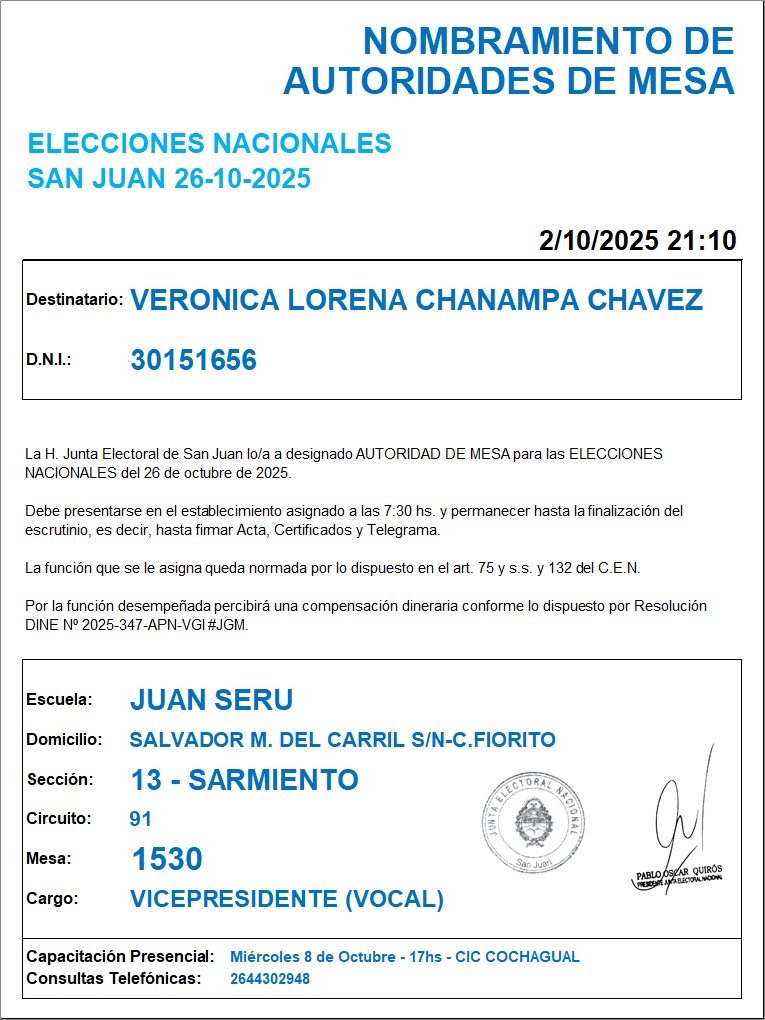 NOMBRAMIENTO DE
AUTORIDADES DE MESA
ELECCIONES NACIONALES
SAN JUAN 26-10-2025
2/10/2025 21:10
Destinatario: VERONICA LORENA CHANAMPA CHAVEZ
D.N.I.: 30151656
La H. Junta Electoral de San Juan lo/a a designado AUTORIDAD DE MESA para las ELECCIONES
NACIONALES del 26 de octubre de 2025.
Debe presentarse en el establecimiento asignado a las 7:30 hs. y permanecer hasta la finalización del
escrutinio, es decir, hasta firmar Acta, Certificados y Telegrama.
La función que se le asigna queda normada por lo dispuesto en el art. 75 y s.s. y 132 del C.E.N.
Por la función desempeñada percibirá una compensación dineraria conforme lo dispuesto por Resolución
DINE Nº 2025-347-APN-VGI#JGM.
Escuela: JUAN SERU
Domicilio: SALVADOR M. DEL CARRIL S/N-C.FIORITO
Sección: 13 - SARMIENTO
Circuito: 91
Mesa: 1530
Cargo: VICEPRESIDENTE (VOCAL)
JUNTA ELECTORAL NACIONAL
San Juan
PABLO OSCAR QUIRÓS
PRESIDENTE JUNTA ELECTORAL NACIONAL
Capacitación Presencial: Miércoles 8 de Octubre - 17hs - CIC COCHAGUAL
Consultas Telefónicas: 2644302948